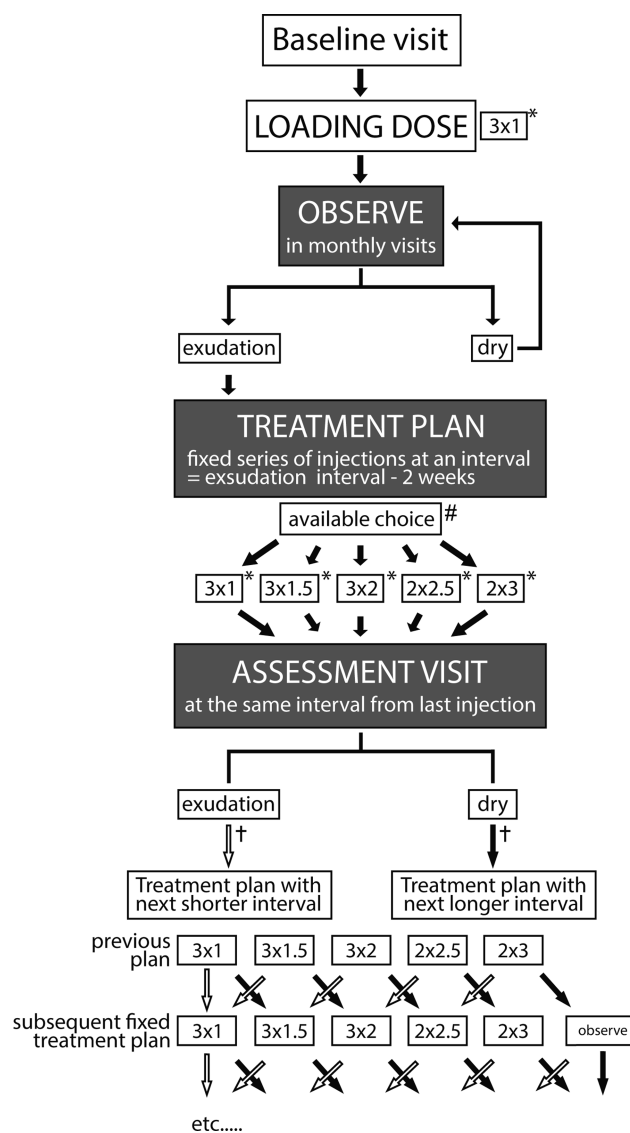 Baseline visit
LOADING DOSE 3x1*
OBSERVE
in monthly visits
exudation dry
TREATMENT PLAN
fixed series of injections at an interval
= exsudation interval - 2 weeks
available choice #
3x1* 3x1.5* 3x2* 2x2.5* 2x3*
ASSESSMENT VISIT
at the same interval from last injection
exudation dry
† †
Treatment plan with
next shorter interval
Treatment plan with
next longer interval
previous
plan
3x1 3x1.5 3x2 2x2.5 2x3
subsequent fixed
treatment plan
3x1 3x1.5 3x2 2x2.5 2x3 observe
etc.....